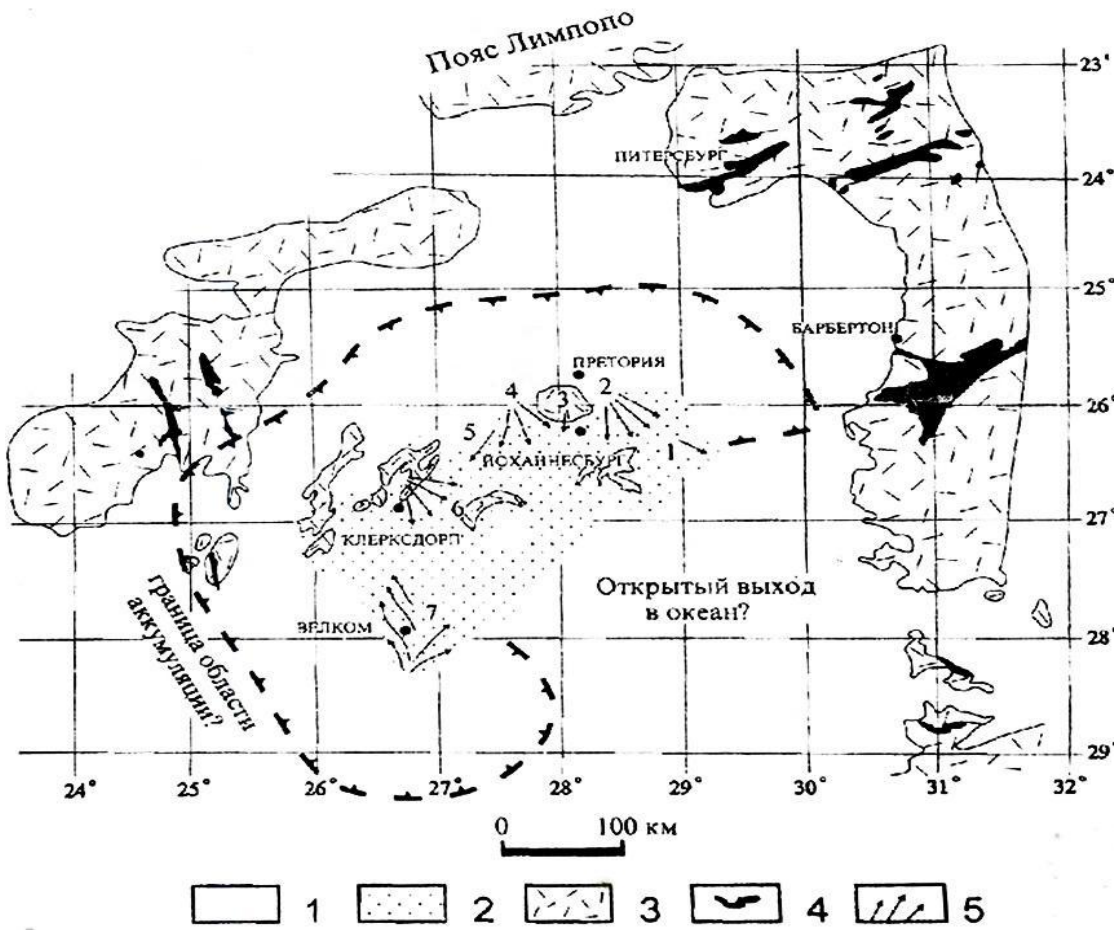 Пояс Лимпопо
23°
ПИТЕРСБУРГ
24°
25°
БАРБЕРТОН
ПРЕТОРИЯ
4
3
2
26°
5
1
ЙОХАННЕСБУРГ
6
27°
КЛЕРКСДОРП
Открытый выход
в океан?
7
ВЕЛКОМ
28°
граница области
аккумуляции?
29°
24°
25°
26°
27°
28°
29°
30°
31°
32°
0
100 км
1
2
3
4
5